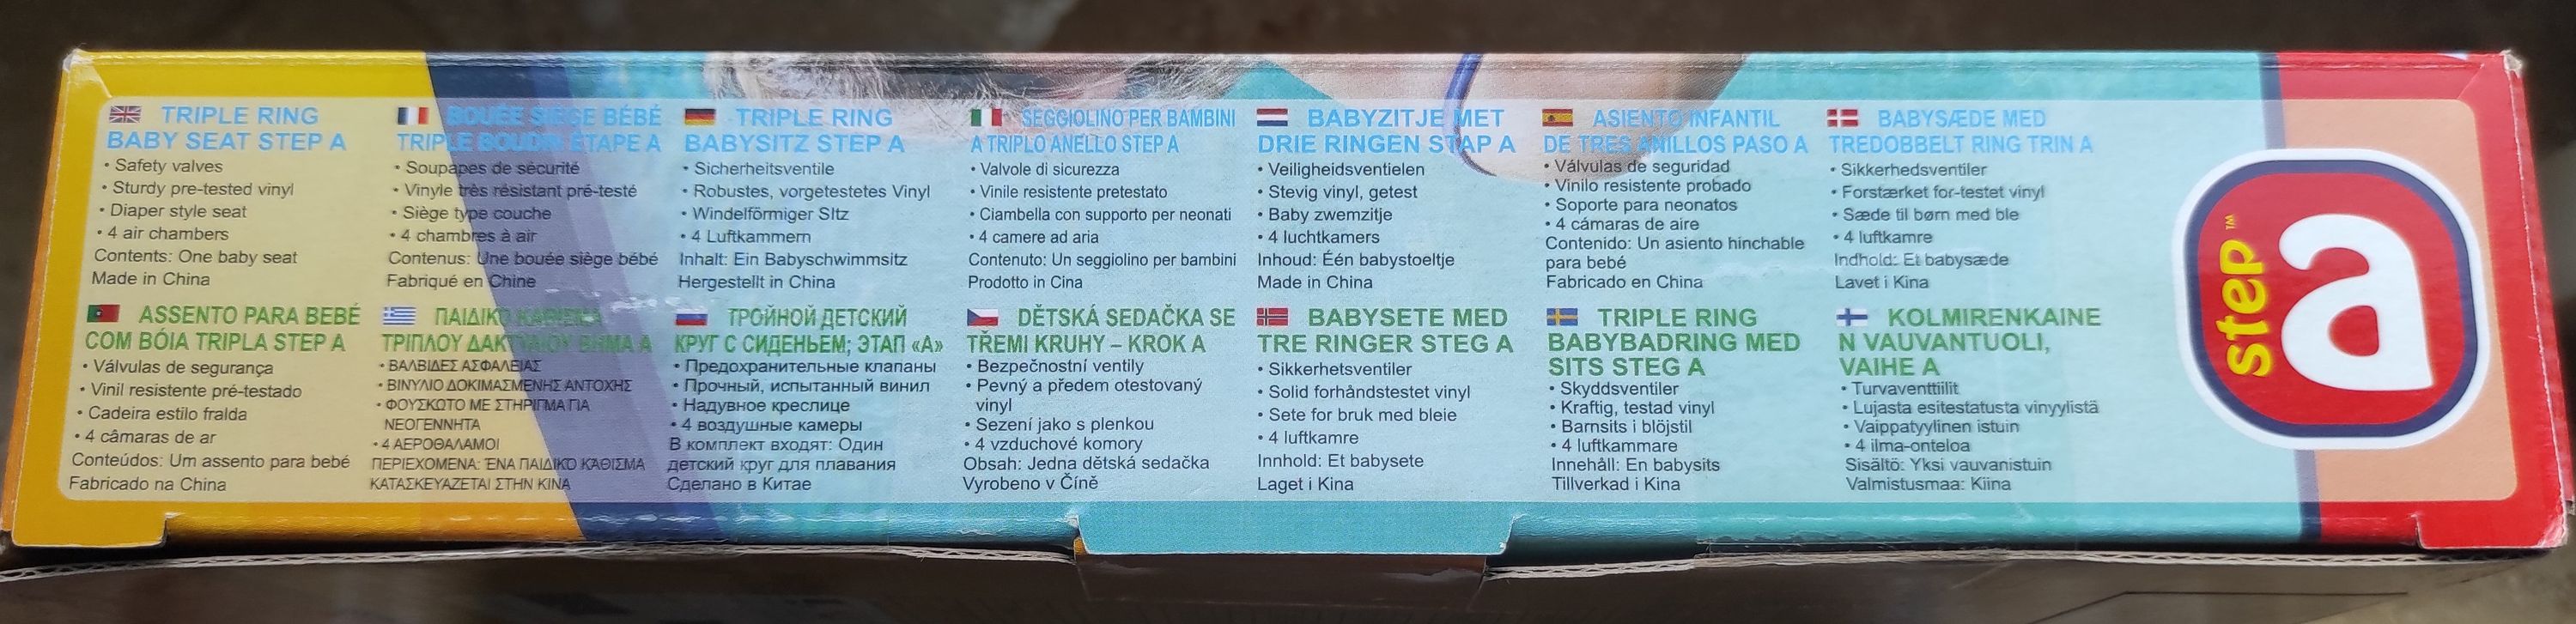 TRIPLE RING
BABY SEAT STEP A
• Safety valves
• Sturdy pre-tested vinyl
• Diaper style seat
• 4 air chambers
Contents: One baby seat
Made in China
BOUÉE SIÈGE BÉBÉ
TRIPLE BOUDIN ÉTAPE A
• Soupapes de sécurité
• Vinyle très résistant pré-testé
• Siège type couche
• 4 chambres à air
Contenus: Une bouée siège bébé
Fabriqué en Chine
TRIPLE RING
BABYSITZ STEP A
• Sicherheitsventile
• Robustes, vorgetestetes Vinyl
• Windelförmiger SItz
• 4 Luftkammern
Inhalt: Ein Babyschwimmsitz
Hergestellt in China
SEGGIOLINO PER BAMBINI
A TRIPLO ANELLO STEP A
• Valvole di sicurezza
• Vinile resistente pretestato
• Ciambella con supporto per neonati
• 4 camere ad aria
Contenuto: Un seggiolino per bambini
Prodotto in Cina
BABYZITJE MET
DRIE RINGEN STAP A
• Veiligheidsventielen
• Stevig vinyl, getest
• Baby zwemzitje
• 4 luchtkamers
Inhoud: Één babystoeltje
Made in China
ASIENTO INFANTIL
DE TRES ANILLOS PASO A
• Válvulas de seguridad
• Vinilo resistente probado
• Soporte para neonatos
• 4 cámaras de aire
Contenido: Un asiento hinchable
para bebé
Fabricado en China
BABYSÆDE MED
TREDOBBELT RING TRIN A
• Sikkerhedsventiler
• Forstærket for-testet vinyl
• Sæde til børn med ble
• 4 luftkamre
Indhold: Et babysæde
Lavet i Kina
ASSENTO PARA BEBÉ
COM BÓIA TRIPLA STEP A
• Válvulas de segurança
• Vinil resistente pré-testado
• Cadeira estilo fralda
• 4 câmaras de ar
Conteúdos: Um assento para bebé
Fabricado na China
ΠΑΙΔΙΚΟ ΚΑΘΙΣΜΑ
ΤΡΙΠΛΟΥ ΔΑΚΤΥΛΙΟΥ ΒΗΜΑ Α
• ΒΑΛΒΙΔΕΣ ΑΣΦΑΛΕΙΑΣ
• ΒΙΝΥΛΙΟ ΔΟΚΙΜΑΣΜΕΝΗΣ ΑΝΤΟΧΗΣ
• ΦΟΥΣΚΩΤΟ ΜΕ ΣΤΗΡΙΓΜΑ ΓΙΑ
ΝΕΟΓΕΝΝΗΤΑ
• 4 ΑΕΡΟΘΑΛΑΜΟΙ
ΠΕΡΙΕΧΟΜΕΝΑ: ΈΝΑ ΠΑΙΔΙΚΌ ΚΆΘΙΣΜΑ
ΚΑΤΑΣΚΕΥΑΖΕΤΑΙ ΣΤΗΝ ΚΙΝΑ
ТРОЙНОЙ ДЕТСКИЙ
КРУГ С СИДЕНЬЕМ; ЭТАП «А»
• Предохранительные клапаны
• Прочный, испытанный винил
• Надувное креслице
• 4 воздушные камеры
В комплект входят: Один
детский круг для плавания
Сделано в Китае
DĚTSKÁ SEDAČKA SE
TŘEMI KRUHY – KROK A
• Bezpečnostní ventily
• Pevný a předem otestovaný
vinyl
• Sezení jako s plenkou
• 4 vzduchové komory
Obsah: Jedna dětská sedačka
Vyrobeno v Číně
BABYSETE MED
TRE RINGER STEG A
• Sikkerhetsventiler
• Solid forhåndstestet vinyl
• Sete for bruk med bleie
• 4 luftkamre
Innhold: Et babysete
Laget i Kina
TRIPLE RING
BABYBADRING MED
SITS STEG A
• Skyddsventiler
• Kraftig, testad vinyl
• Barnsits i blöjstil
• 4 luftkammare
Innehåll: En babysits
Tillverkad i Kina
KOLMIRENKAINE
N VAUVANTUOLI,
VAIHE A
• Turvaventtiilit
• Lujasta esitestatusta vinyylistä
• Vaippatyylinen istuin
• 4 ilma-onteloa
Sisältö: Yksi vauvanistuin
Valmistusmaa: Kiina
step™
a